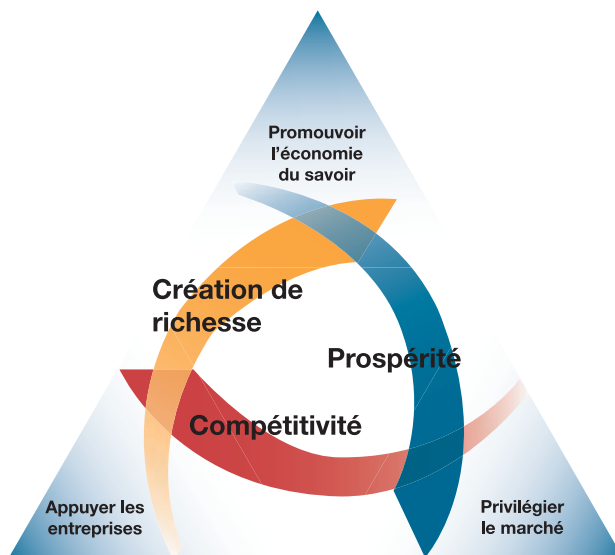 Promouvoir
l'économie
du savoir
Création de
richesse
Prospérité
Compétitivité
Appuyer les
entreprises
Privilégier
le marché